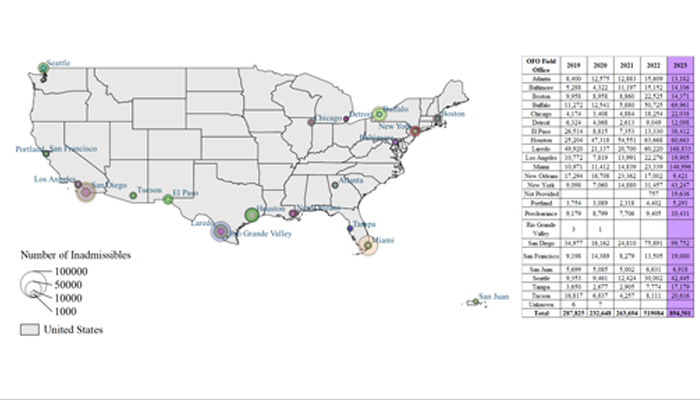 Seattle
Buffalo
Chicago
Detroit
Boston
New York
Portland
San Francisco
Los Angeles
San Diego
Tucson
El Paso
Atlanta
Houston
Laredo
Rio Grande Valley
Tampa
Miami
San Juan
Number of Inadmissibles
100000
50000
10000
1000
United States
OFO Field Office 2019 2020 2021 2022 2023
Atlanta 8,400 12,575 12,883 15,609 13,182
Baltimore 5,288 4,322 11,197 15,152 14,106
Boston 9,958 8,958 8,860 22,525 34,371
Buffalo 11,272 12,541 5,880 50,725 69,961
Chicago 4,174 3,408 4,884 18,254 22,038
Detroit 6,324 4,068 2,613 9,049 12,094
El Paso 26,514 8,815 7,353 13,330 38,412
Houston 25,204 47,318 54,551 63,668 60,663
Laredo 49,920 21,137 20,706 60,220 168,833
Los Angeles 10,772 7,819 13,991 22,276 19,905
Miami 10,971 11,412 14,839 23,339 146,996
New Orleans 17,294 16,708 23,362 17,002 9,421
New York 9,098 7,060 14,880 10,457 43,247
Not Provided 757 19,636
Portland 3,754 3,089 2,318 4,402 5,291
Preclearance 9,179 8,799 7,706 9,405 10,431
Rio Grande Valley 3 1
San Diego 34,977 16,162 24,810 75,891 99,752
San Francisco 9,198 14,389 8,279 13,505 19,000
San Juan 5,699 5,085 5,002 6,631 6,918
Seattle 9,353 9,461 12,424 30,002 42,445
Tampa 3,650 2,677 2,905 7,774 17,179
Tucson 16,817 6,837 4,257 8,111 20,636
Unknown 6 7
Total 287,825 232,648 263,694 519084 894,501